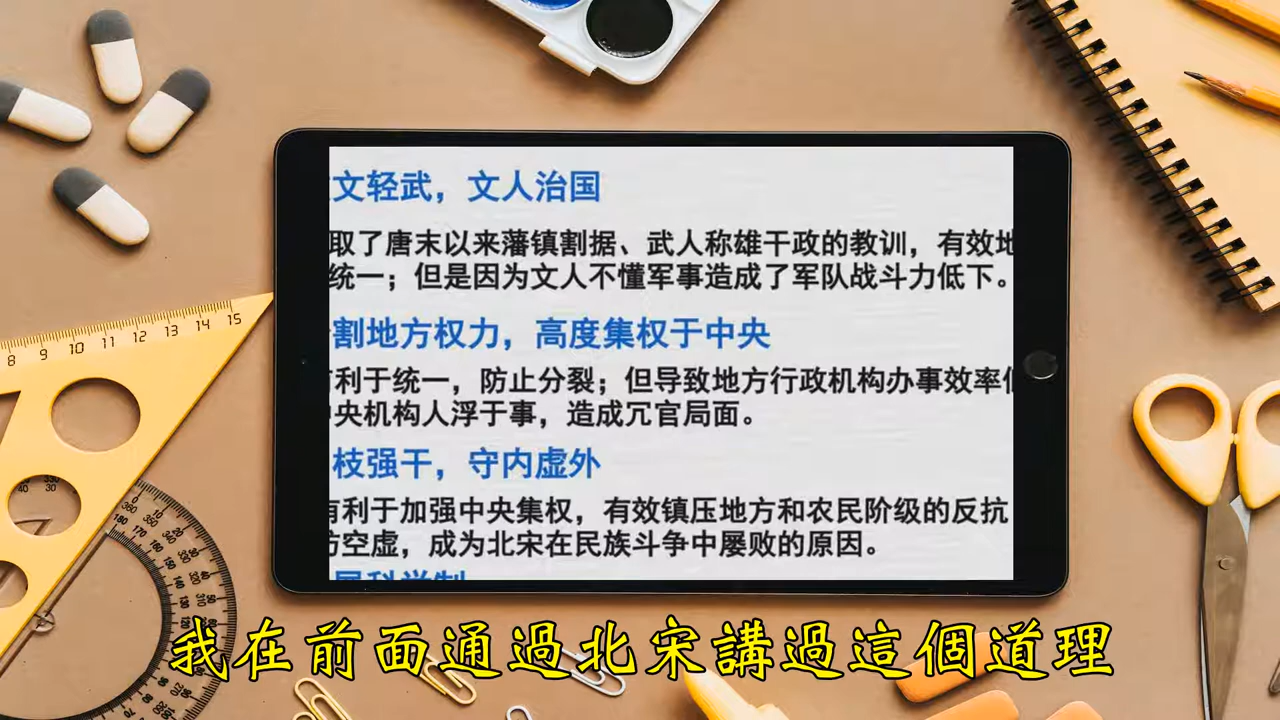 文轻武，文人治国
取了唐末以来藩镇割据、武人称雄干政的教训，有效地
统一；但是因为文人不懂军事造成了军队战斗力低下。
割地方权力，高度集权于中央
利于统一，防止分裂；但导致地方行政机构办事效率
央机构人浮于事，造成冗官局面。
枝强干，守内虚外
有利于加强中央集权，有效镇压地方和农民阶级的反抗
空虚，成为北宋在民族斗争中屡败的原因。
8 9 10 11 12 13 14 15
我在前面通過北宋講過這個道理